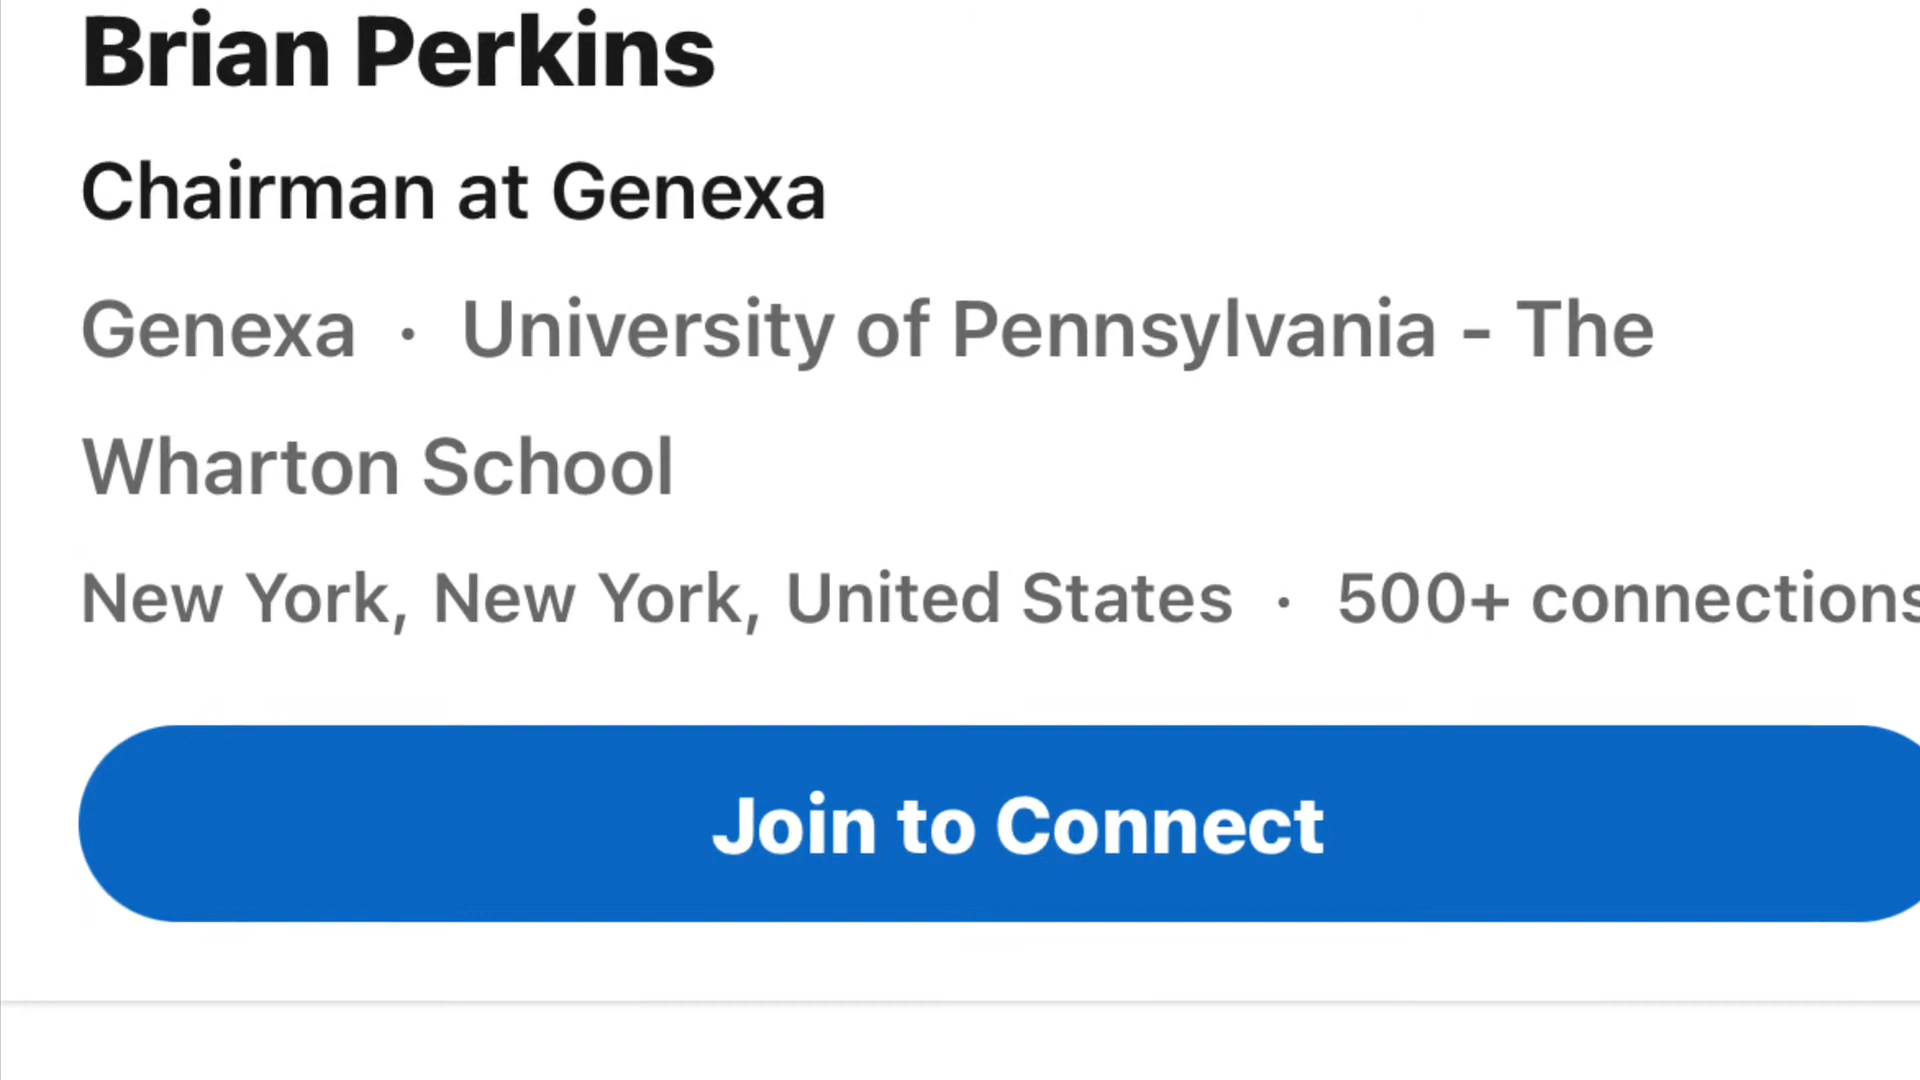 Brian Perkins
Chairman at Genexa
Genexa · University of Pennsylvania - The
Wharton School
New York, New York, United States · 500+ connections
Join to Connect